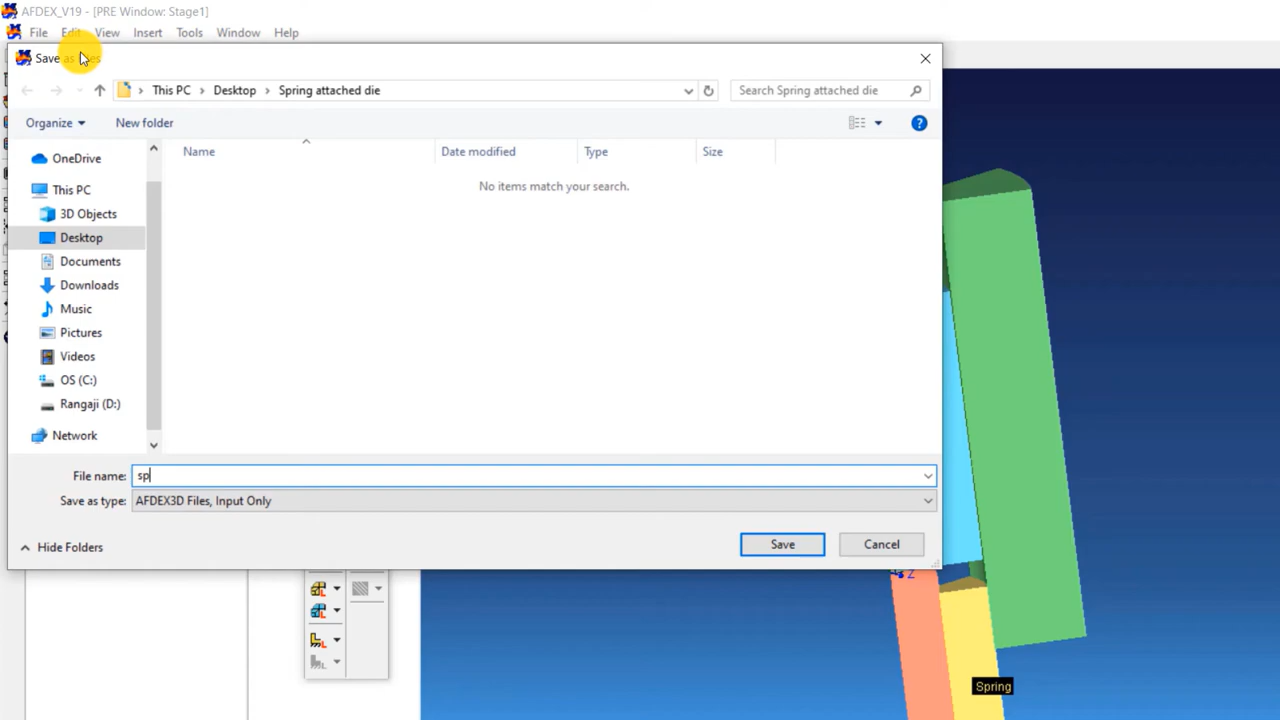 AFDEX_V19 - [PRE Window: Stage1]
File Edit View Insert Tools Window Help
Save as files
This PC > Desktop > Spring attached die
Search Spring attached die
Organize New folder
Name Date modified Type Size
No items match your search.
OneDrive
This PC
3D Objects
Desktop
Documents
Downloads
Music
Pictures
Videos
OS (C:)
Rangaji (D:)
Network
File name: sp
Save as type: AFDEX3D Files, Input Only
Hide Folders
Save Cancel
Z
Spring